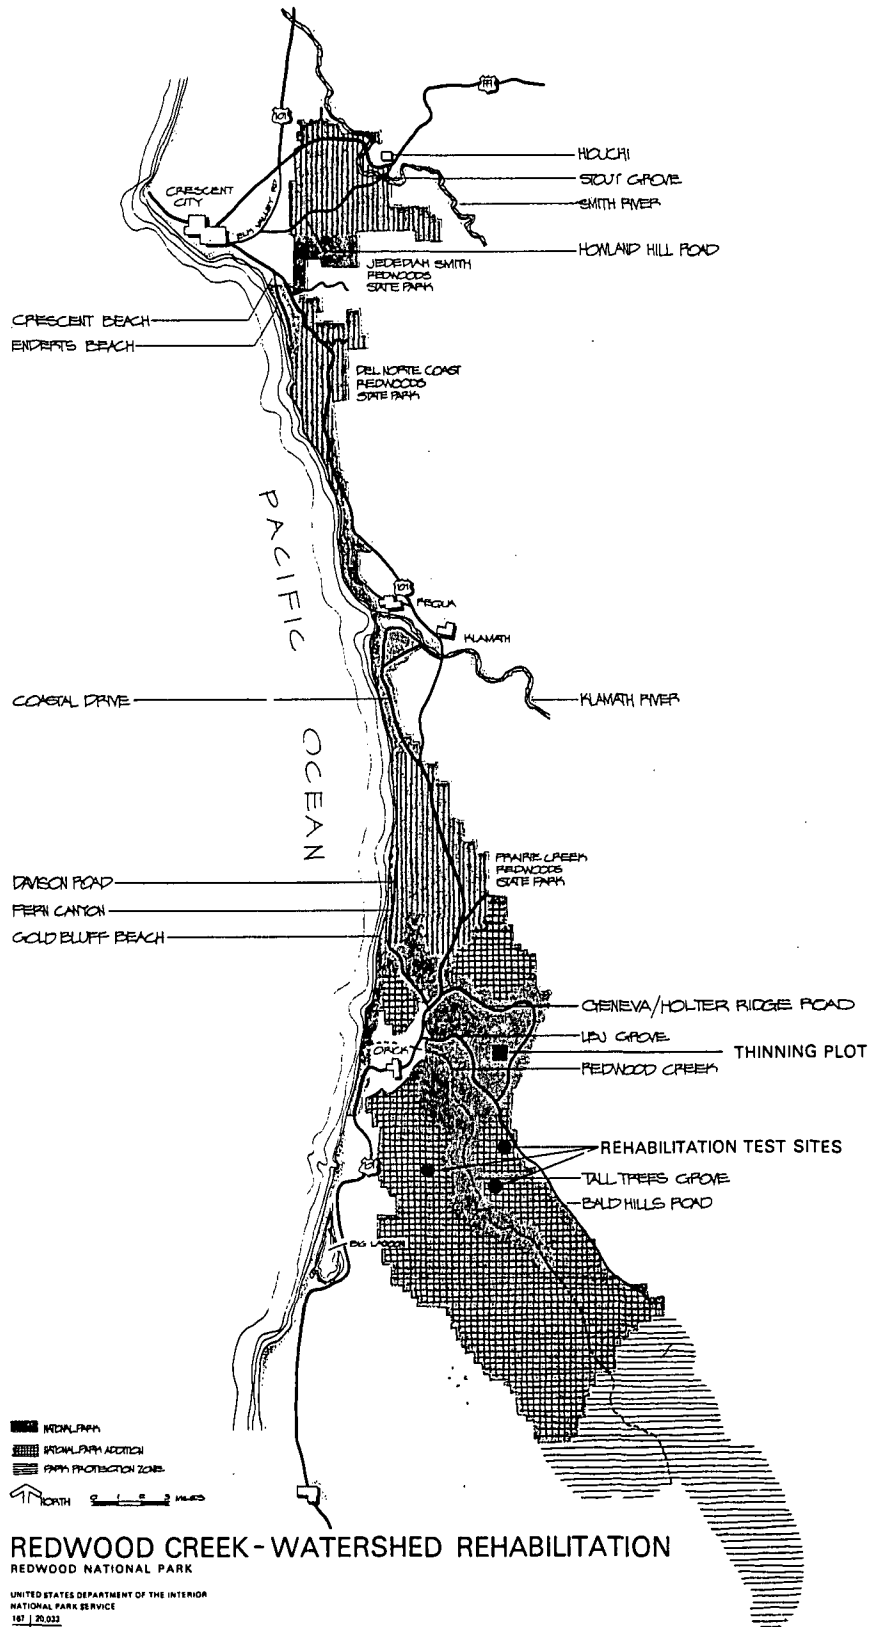 101
HIOUCHI
STOUT GROVE
SMITH RIVER
CRESCENT
CITY
ELK VALLEY RD
HOWLAND HILL ROAD
JEDEDIAH SMITH
REDWOODS
STATE PARK
CRESCENT BEACH
ENDERTS BEACH
DEL NORTE COAST
REDWOODS
STATE PARK
PACIFIC
OCEAN
101
REQUA
KLAMATH
COASTAL DRIVE
KLAMATH RIVER
PRAIRIE CREEK
REDWOODS
STATE PARK
DAVISON ROAD
FERN CANYON
GOLD BLUFF BEACH
GENEVA/HOLTER RIDGE ROAD
LBJ GROVE
ORICK
THINNING PLOT
REDWOOD CREEK
REHABILITATION TEST SITES
TALL TREES GROVE
BALD HILLS ROAD
BIG LAGOON
NATIONAL PARK
NATIONAL PARK ADDITION
PARK PROTECTION ZONE
NORTH
MILES
REDWOOD CREEK - WATERSHED REHABILITATION
REDWOOD NATIONAL PARK
UNITED STATES DEPARTMENT OF THE INTERIOR
NATIONAL PARK SERVICE
167 | 20,033